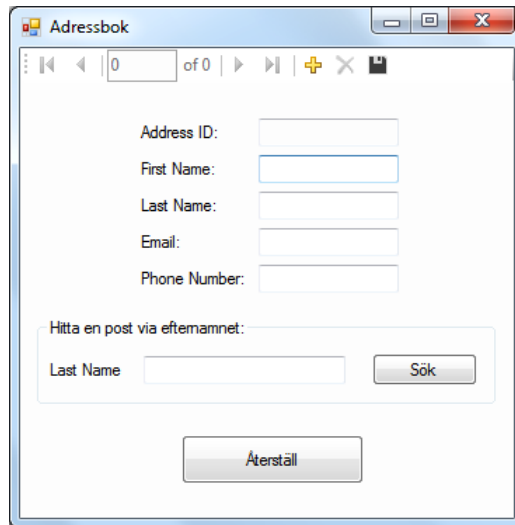 Adressbok
0 of 0
Address ID:
First Name:
Last Name:
Email:
Phone Number:
Hitta en post via efternamnet:
Last Name Sök
Återställ